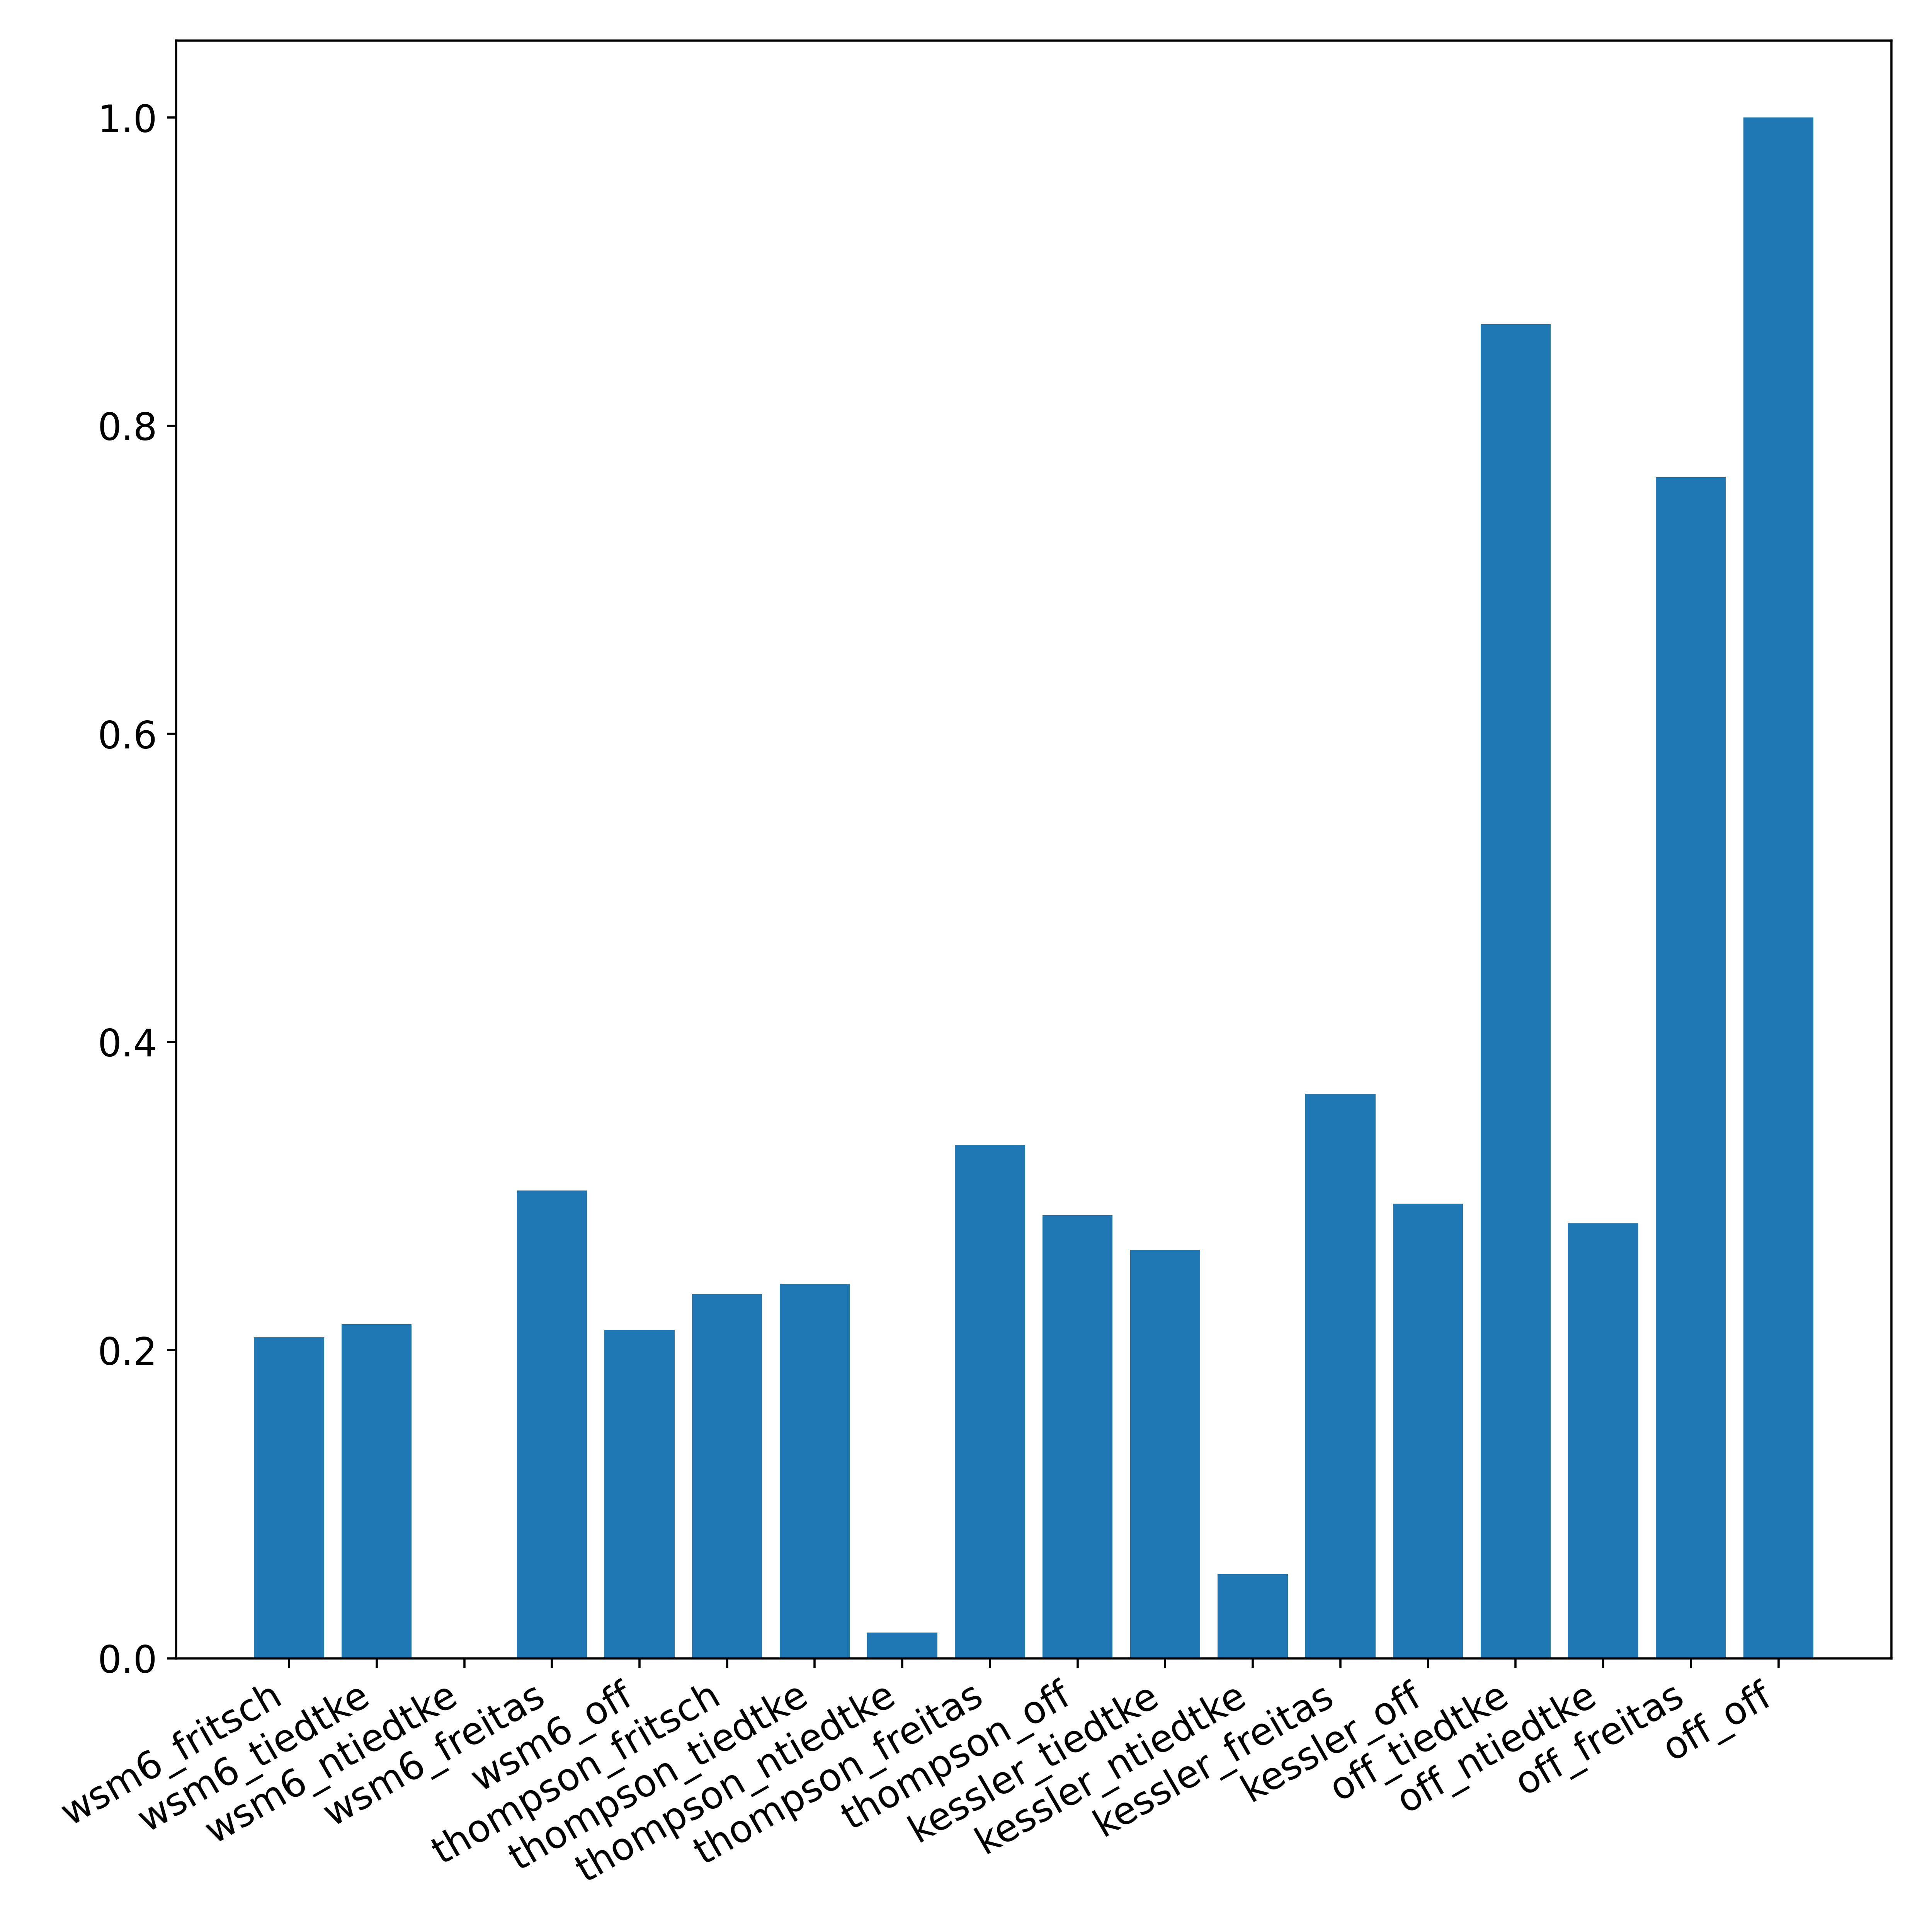 1.0
0.8
0.6
0.4
0.2
0.0
wsm6_fritsch
wsm6_tiedtke
wsm6_ntiedtke
wsm6_freitas
wsm6_off
thompson_fritsch
thompson_tiedtke
thompson_ntiedtke
thompson_freitas
thompson_off
kessler_tiedtke
kessler_ntiedtke
kessler_freitas
kessler_off
off_tiedtke
off_ntiedtke
off_freitas
off_off